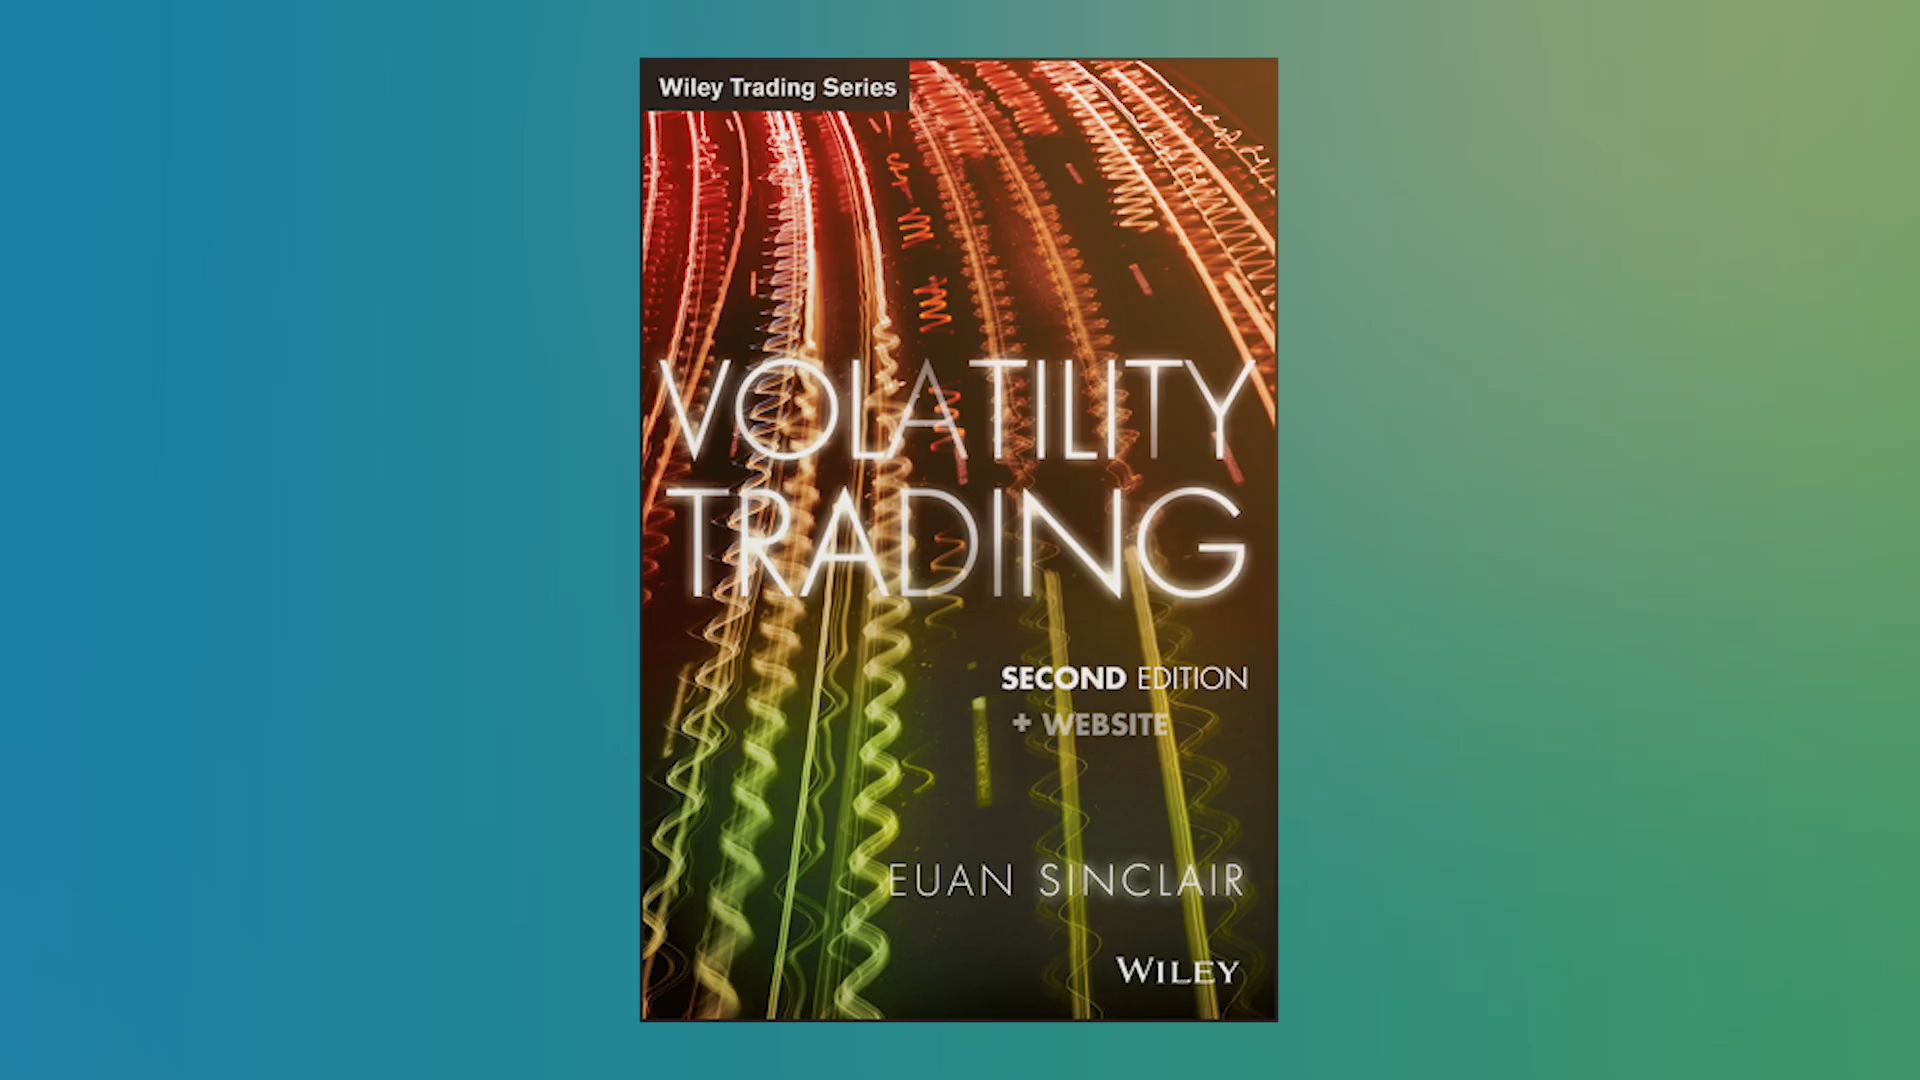 Wiley Trading Series
VOLATILITY
TRADING
SECOND EDITION
+ WEBSITE
EUAN SINCLAIR
WILEY